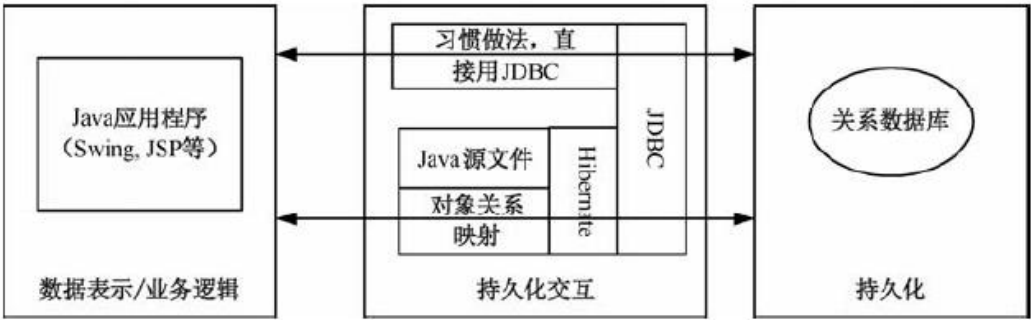 Java应用程序
（Swing, JSP等）
数据表示/业务逻辑
习惯做法，直
接用JDBC
JDBC
Java源文件
Hibernate
对象关系
映射
持久化交互
关系数据库
持久化